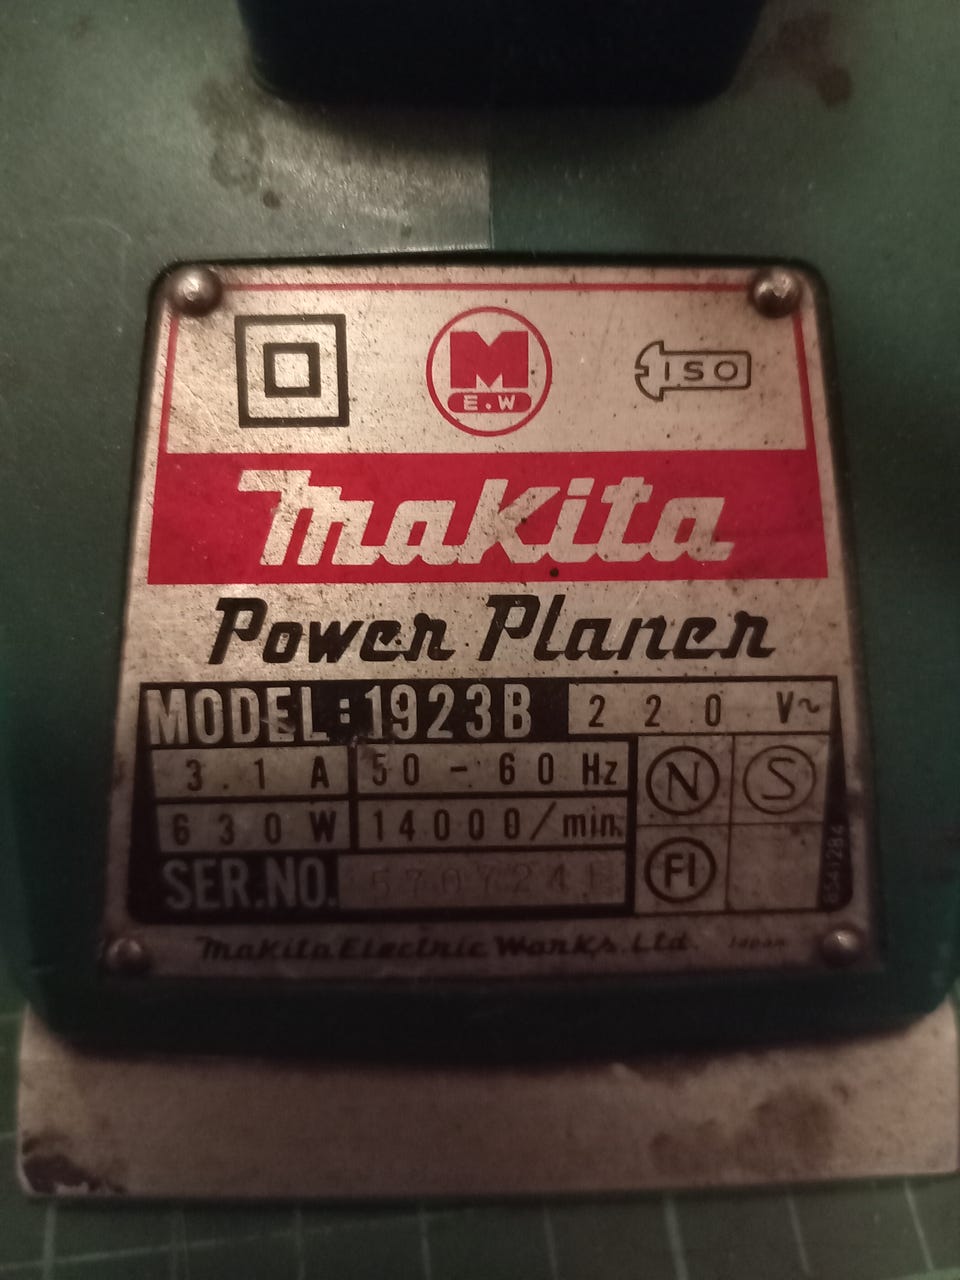 M
E.W
ISO
Makita
Power Planer
MODEL:1923B 220 V~
3.1 A 50-60 Hz N S
630 W 14000/min.
SER.NO. FI
Makita Electric Works, Ltd. Japan